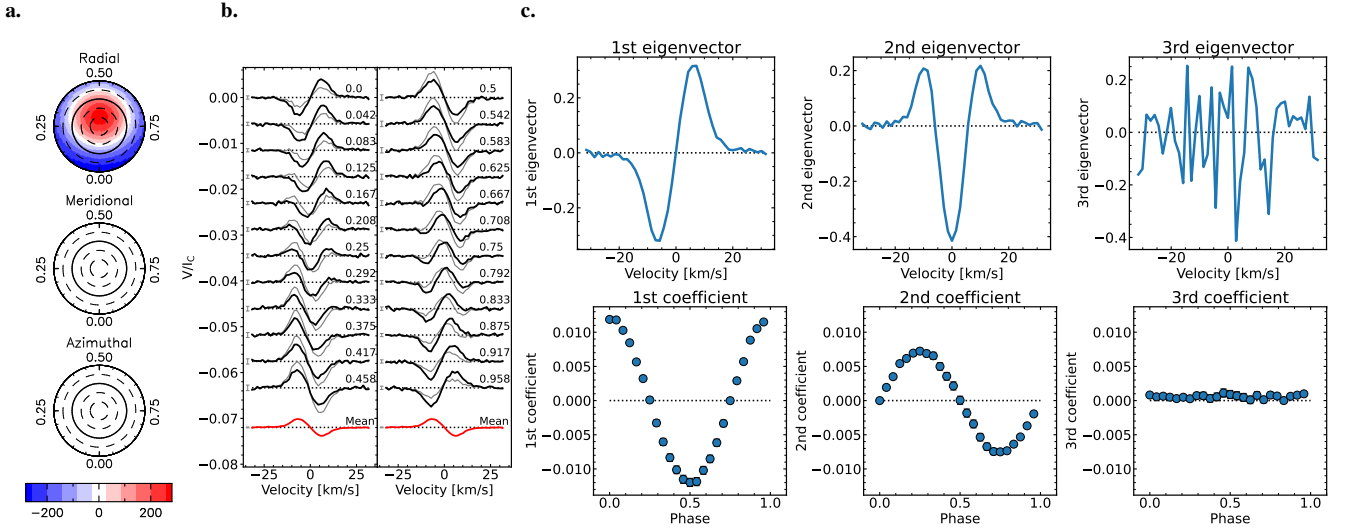 a.
b.
c.
Radial
0.50
0.25
0.75
0.00
Meridional
0.50
0.25
0.75
0.00
Azimuthal
0.50
0.25
0.75
0.00
−200 0 200
V/I_C
0.00
−0.01
−0.02
−0.03
−0.04
−0.05
−0.06
−0.07
−0.08
0.0
0.042
0.083
0.125
0.167
0.208
0.25
0.292
0.333
0.375
0.417
0.458
Mean
0.5
0.542
0.583
0.625
0.667
0.708
0.75
0.792
0.833
0.875
0.917
0.958
Mean
−25 0 25
−25 0 25
Velocity [km/s]
Velocity [km/s]
1st eigenvector
1st eigenvector
0.2
0.0
−0.2
−20 0 20
Velocity [km/s]
2nd eigenvector
2nd eigenvector
0.2
0.0
−0.2
−0.4
−20 0 20
Velocity [km/s]
3rd eigenvector
3rd eigenvector
0.2
0.0
−0.2
−0.4
−20 0 20
Velocity [km/s]
1st coefficient
1st coefficient
0.010
0.005
0.000
−0.005
−0.010
0.0 0.5 1.0
Phase
2nd coefficient
2nd coefficient
0.010
0.005
0.000
−0.005
−0.010
0.0 0.5 1.0
Phase
3rd coefficient
3rd coefficient
0.010
0.005
0.000
−0.005
−0.010
0.0 0.5 1.0
Phase